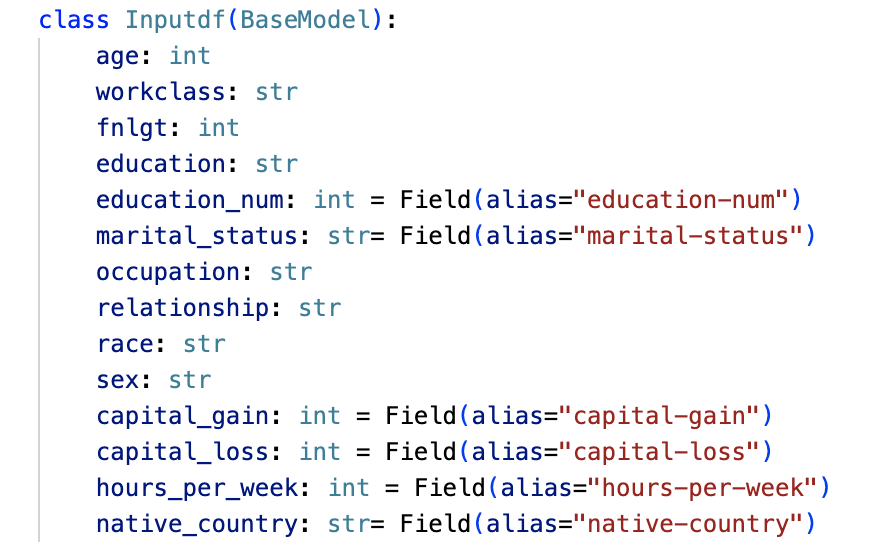 class Inputdf(BaseModel):
    age: int
    workclass: str
    fnlgt: int
    education: str
    education_num: int = Field(alias="education-num")
    marital_status: str= Field(alias="marital-status")
    occupation: str
    relationship: str
    race: str
    sex: str
    capital_gain: int = Field(alias="capital-gain")
    capital_loss: int = Field(alias="capital-loss")
    hours_per_week: int = Field(alias="hours-per-week")
    native_country: str= Field(alias="native-country")